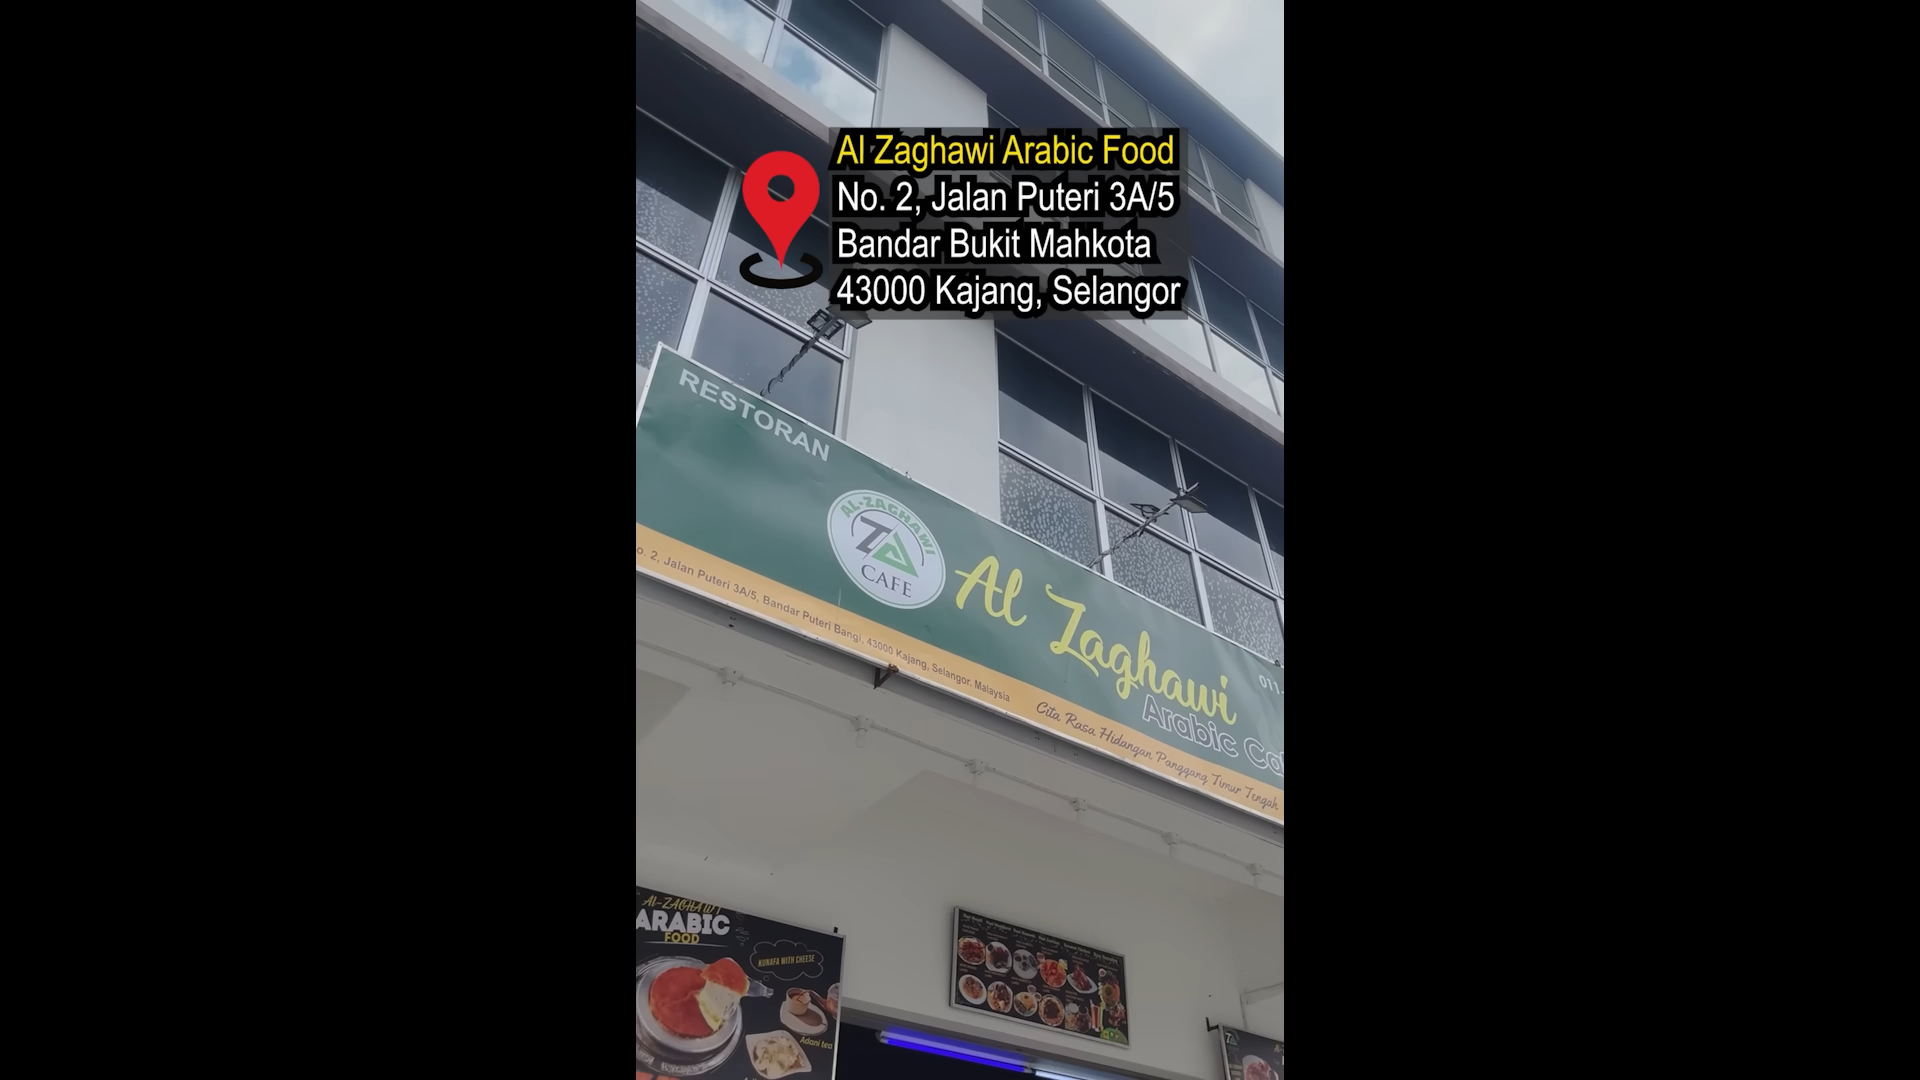 Al Zaghawi Arabic Food
No. 2, Jalan Puteri 3A/5
Bandar Bukit Mahkota
43000 Kajang, Selangor
RESTORAN
AL-ZAGHAWI
ZA
CAFE
Al Zaghawi
011-
Arabic Ca
o. 2, Jalan Puteri 3A/5, Bandar Puteri Bangi, 43000 Kajang, Selangor. Malaysia
Cita Rasa Hidangan Panggang Timur Tengah
Al-ZAGHAWI
ARABIC
FOOD
KUNAFA WITH CHEESE
Adani tea